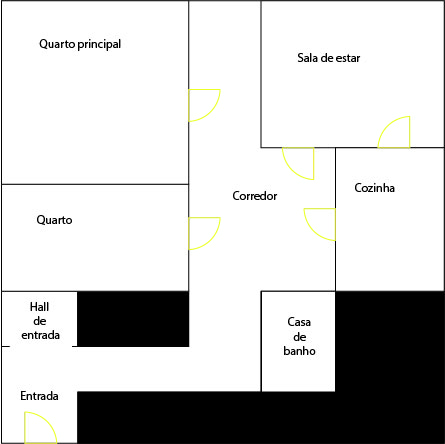 Quarto principal
Sala de estar
Cozinha
Corredor
Quarto
Hall
de
entrada
Casa
de
banho
Entrada